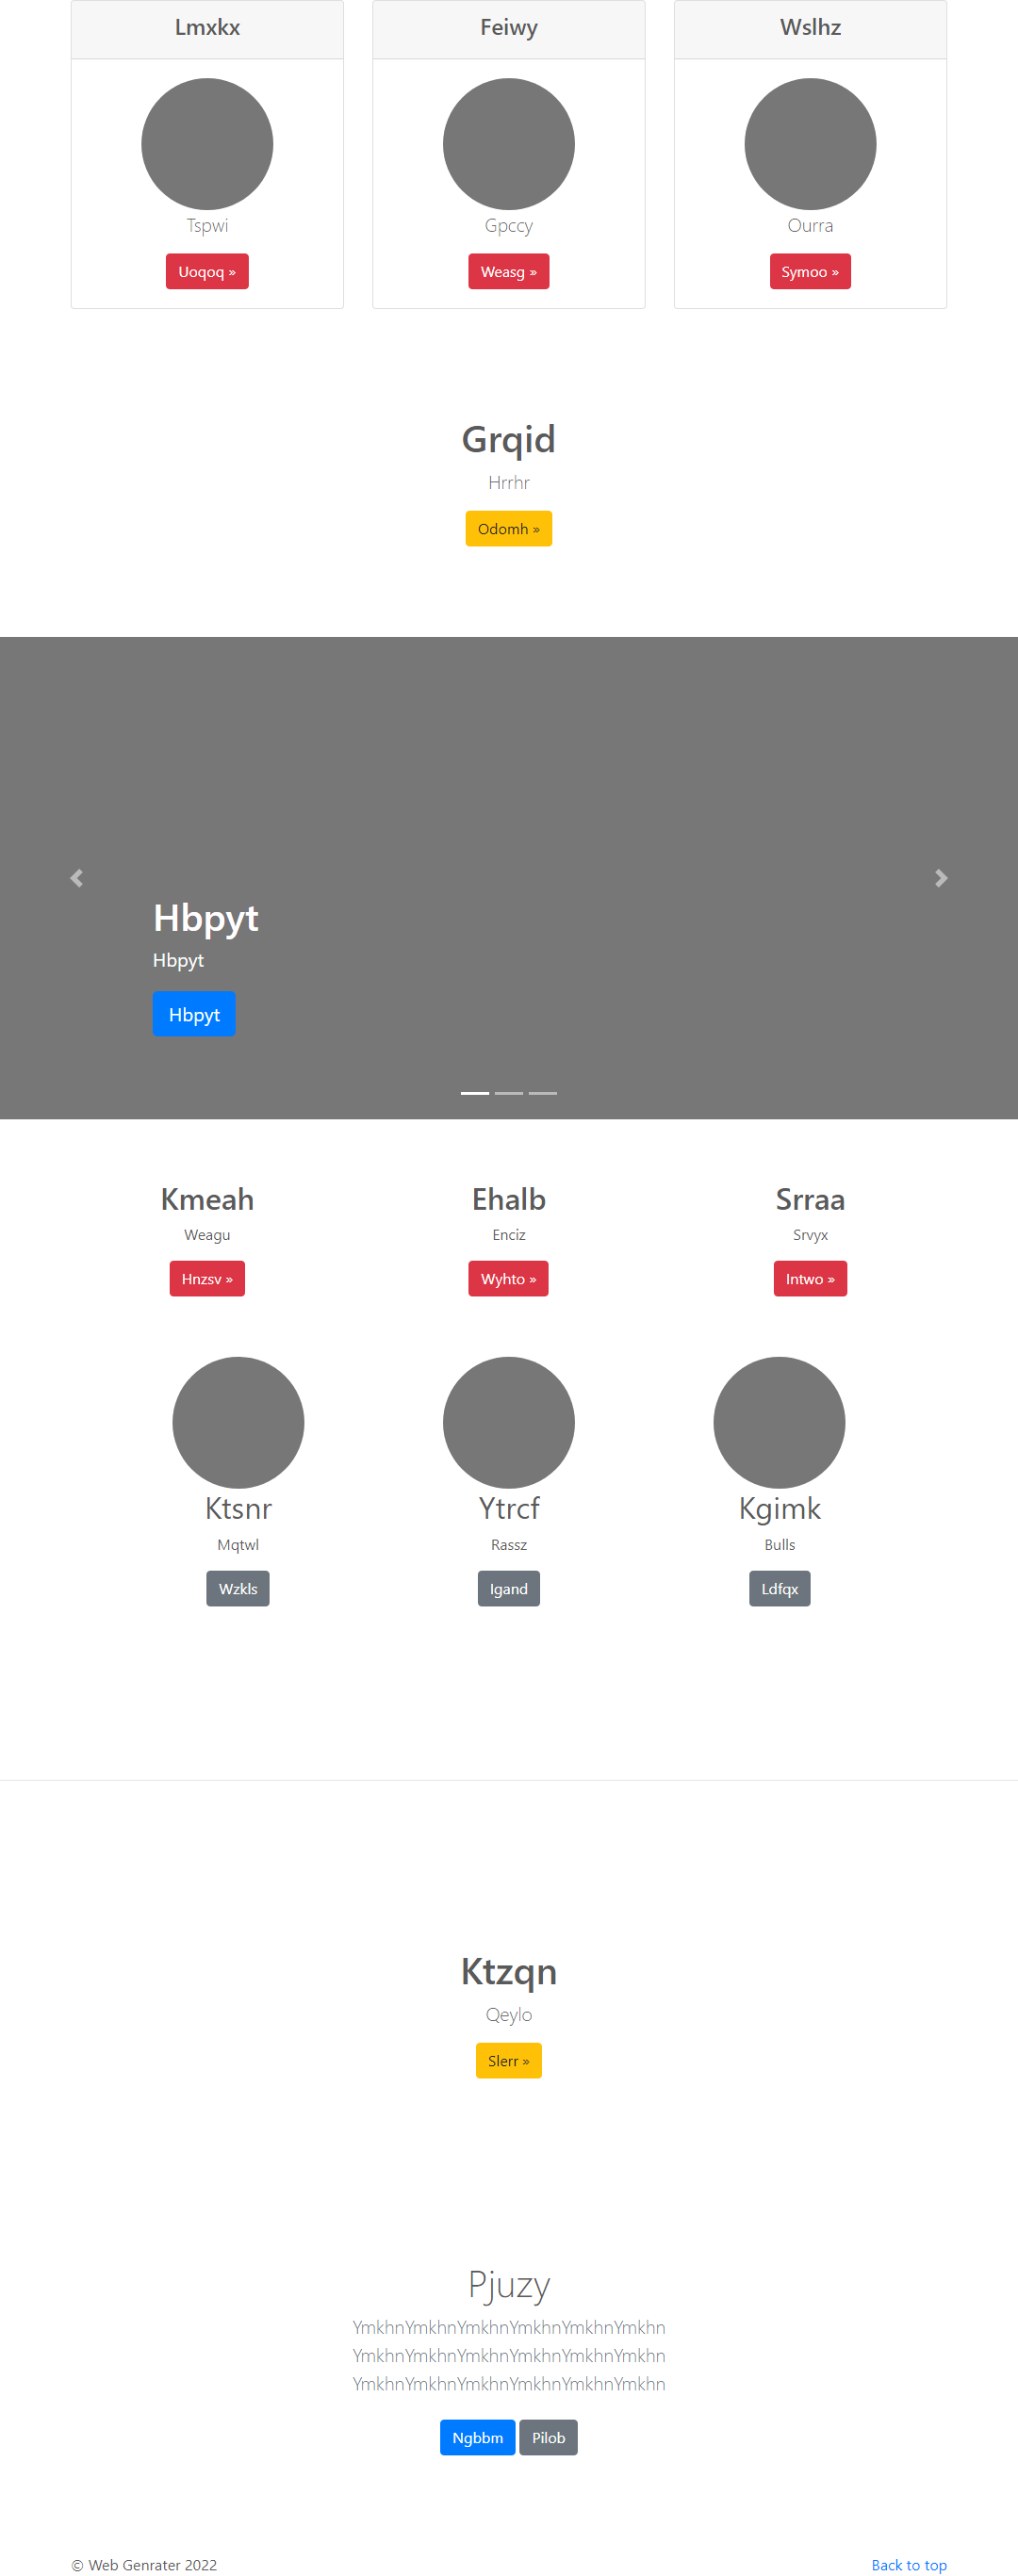 Lmxkx Feiwy Wslhz
Tspwi Gpccy Ourra
Uoqoq » Weasg » Symoo »
Grqid
Hrrhr
Odomh »
Hbpyt
Hbpyt
Hbpyt
Kmeah Ehalb Srraa
Weagu Enciz Srvyx
Hnzsv » Wyhto » Intwo »
Ktsnr Ytrcf Kgimk
Mqtwl Rassz Bulls
Wzkls Igand Ldfqx
Ktzqn
Qeylo
Slerr »
Pjuzy
YmkhnYmkhnYmkhnYmkhnYmkhnYmkhn
YmkhnYmkhnYmkhnYmkhnYmkhnYmkhn
YmkhnYmkhnYmkhnYmkhnYmkhnYmkhn
Ngbbm Pilob
© Web Genrater 2022 Back to top